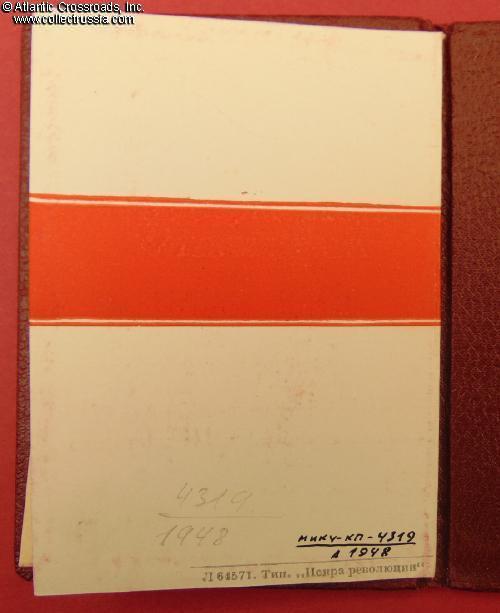 © Atlantic Crossroads, Inc.
www.collectrussia.com
4319
1948
мику-кп-4319
д 1948
Л 64571. Тип. „Искра революции“